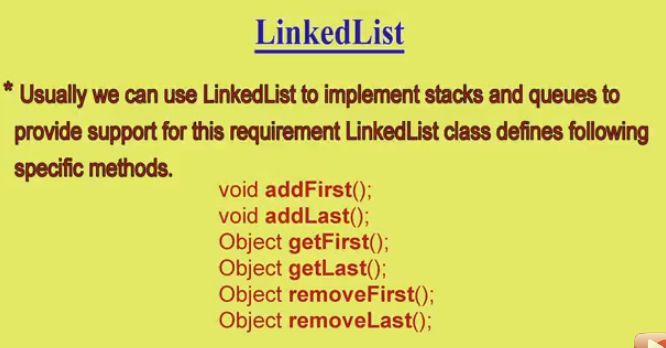 LinkedList
* Usually we can use LinkedList to implement stacks and queues to
provide support for this requirement LinkedList class defines following
specific methods.
void addFirst();
void addLast();
Object getFirst();
Object getLast();
Object removeFirst();
Object removeLast();